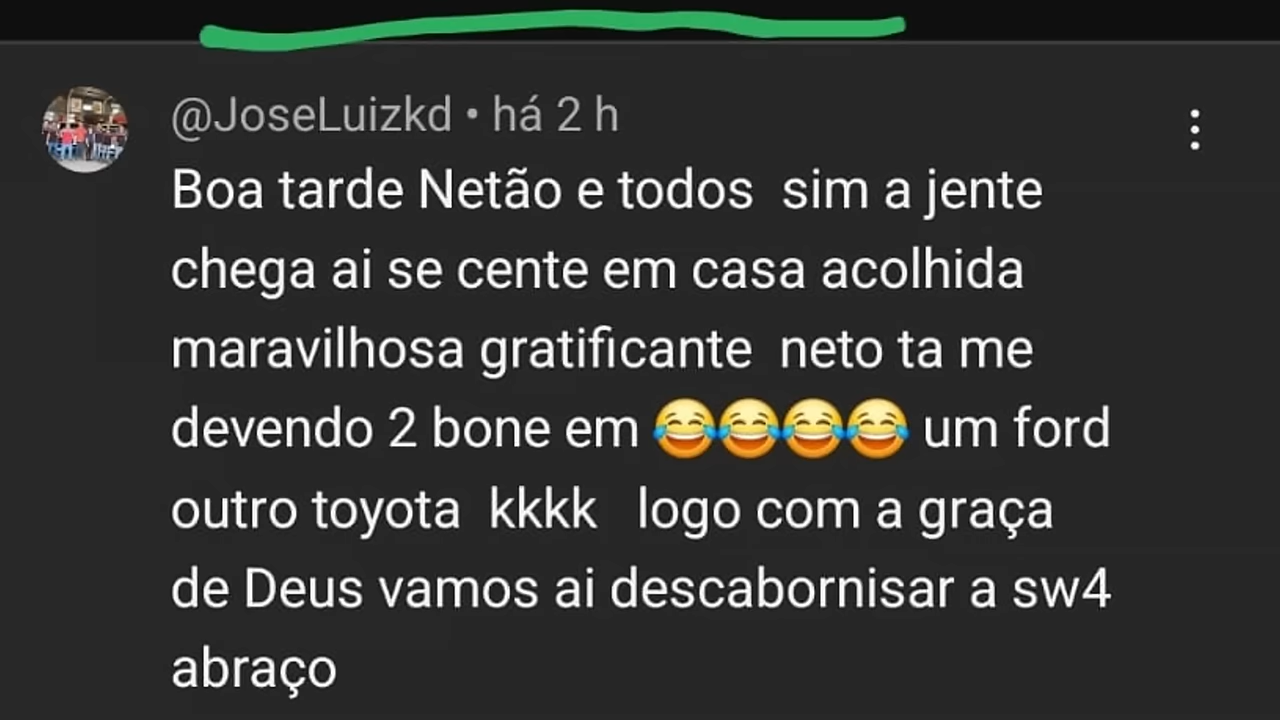 @JoseLuizkd • há 2 h
Boa tarde Netão e todos  sim a jente
chega ai se cente em casa acolhida
maravilhosa gratificante  neto ta me
devendo 2 bone em 😂😂😂😂 um ford
outro toyota  kkkk   logo com a graça
de Deus vamos ai descabornisar a sw4
abraço